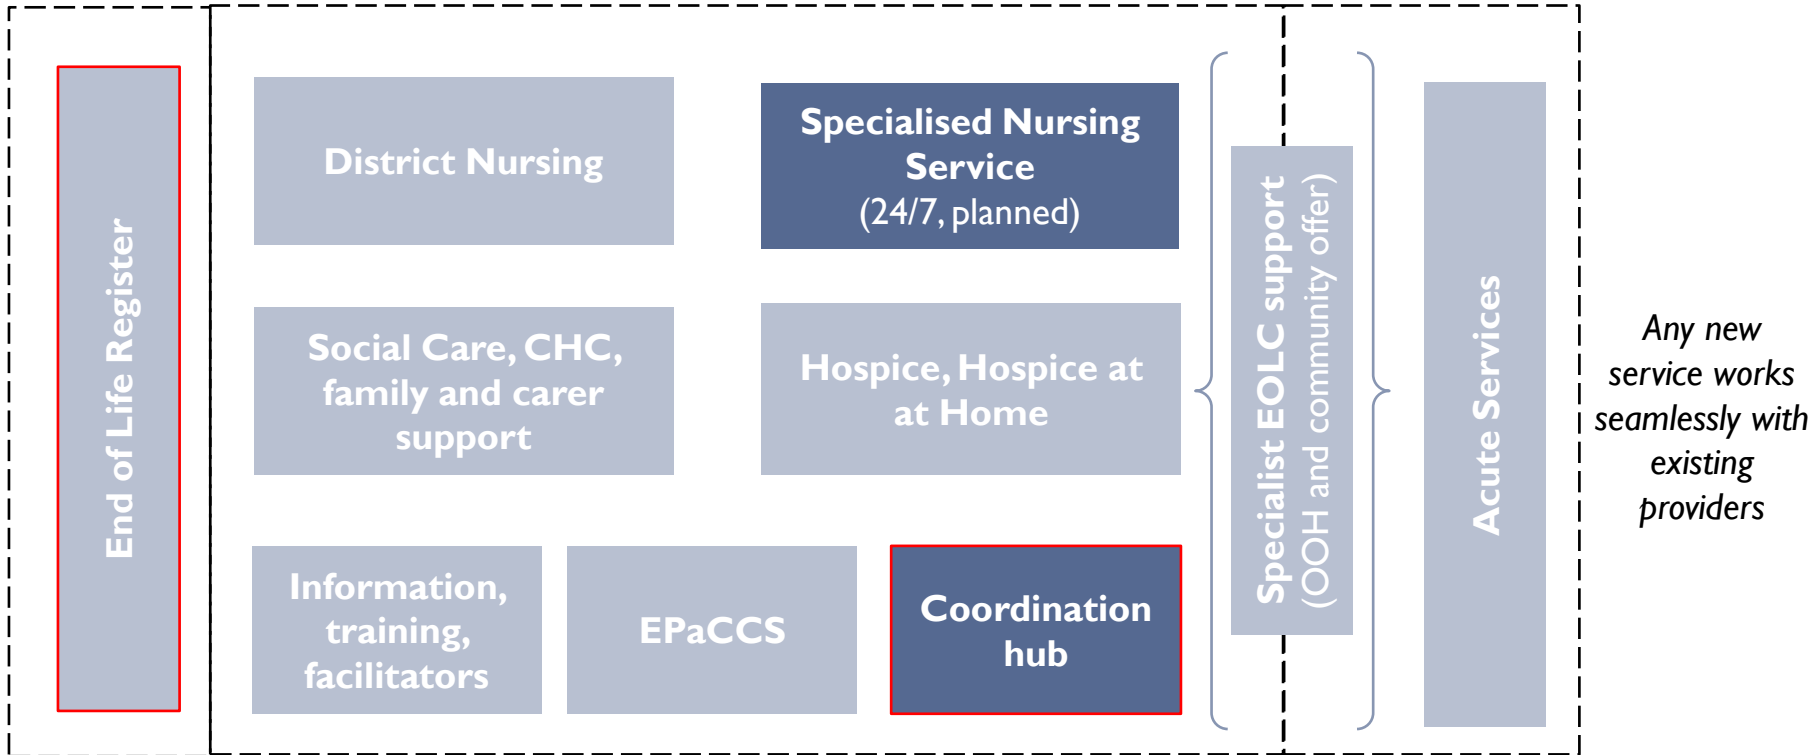 End of Life Register
District Nursing
Specialised Nursing
Service
(24/7, planned)
Social Care, CHC,
family and carer
support
Hospice, Hospice at
at Home
Information,
training,
facilitators
EPaCCS
Coordination
hub
Specialist EOLC support
(OOH and community offer)
Acute Services
Any new
service works
seamlessly with
existing
providers